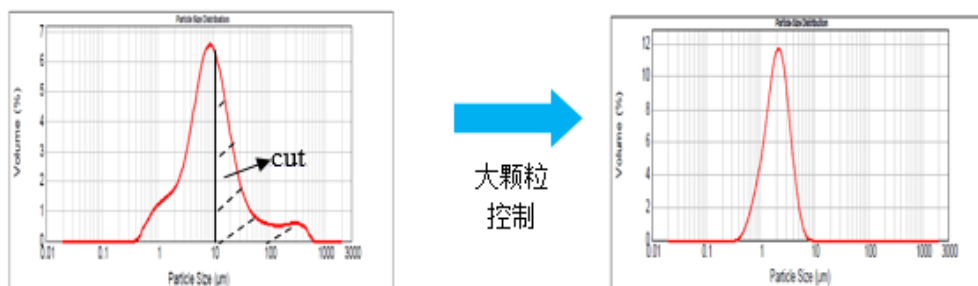 Particle Size Distribution
7
6
5
4
3
2
1
0
Volume (%)
cut
0.01 0.1 1 10 100 1000 3000
Particle Size (µm)
大颗粒
控制
Particle Size Distribution
12
10
8
6
4
2
0
Volume (%)
0.01 0.1 1 10 100 1000 3000
Particle Size (µm)